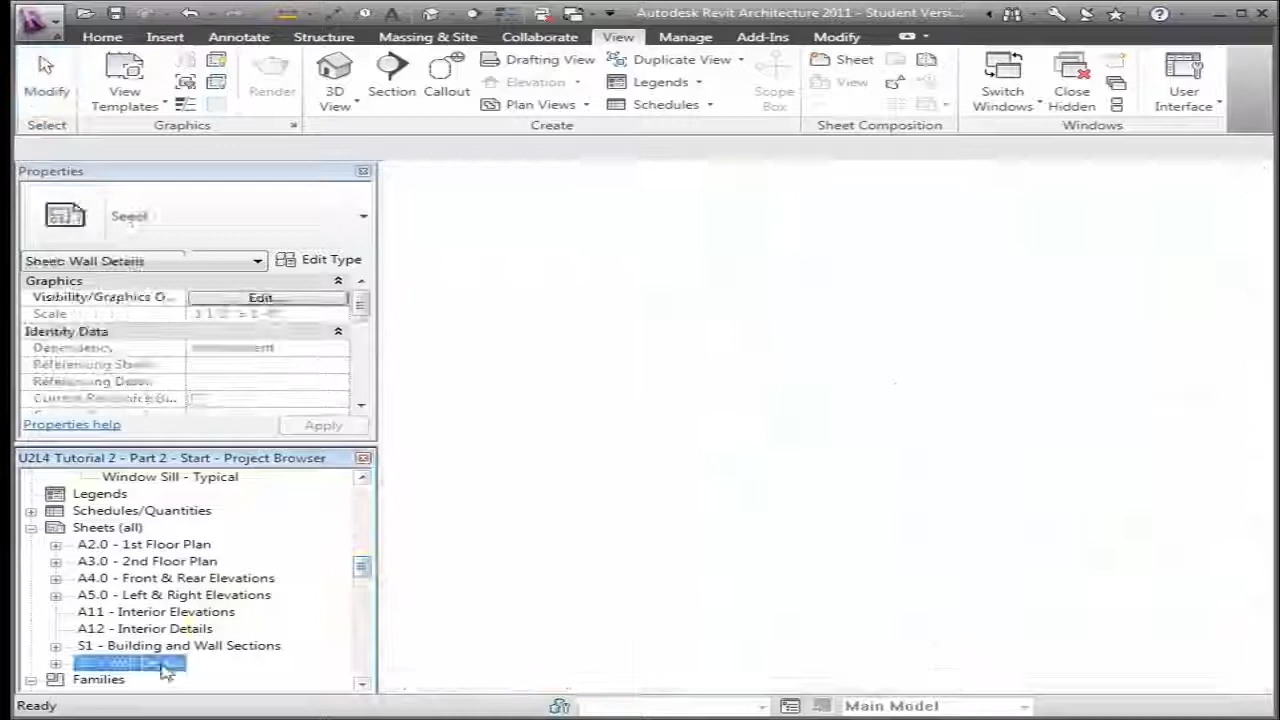 Autodesk Revit Architecture 2011 - Student Versi...
Home Insert Annotate Structure Massing & Site Collaborate View Manage Add-Ins Modify
Modify
View Templates
Render
3D View
Section
Callout
Drafting View
Elevation
Plan Views
Duplicate View
Legends
Schedules
Scope Box
Sheet
View
Switch Windows
Close Hidden
User Interface
Select Graphics Create Sheet Composition Windows
Properties
Sheet: Wall Details
Edit Type
Graphics
Visibility/Graphics O... Edit...
Scale
Identity Data
Dependency
Referencing
Referencing
Properties help Apply
U2L4 Tutorial 2 - Part 2 - Start - Project Browser
Window Sill - Typical
Legends
Schedules/Quantities
Sheets (all)
A2.0 - 1st Floor Plan
A3.0 - 2nd Floor Plan
A4.0 - Front & Rear Elevations
A5.0 - Left & Right Elevations
A11 - Interior Elevations
A12 - Interior Details
S1 - Building and Wall Sections
Families
Ready
Main Model